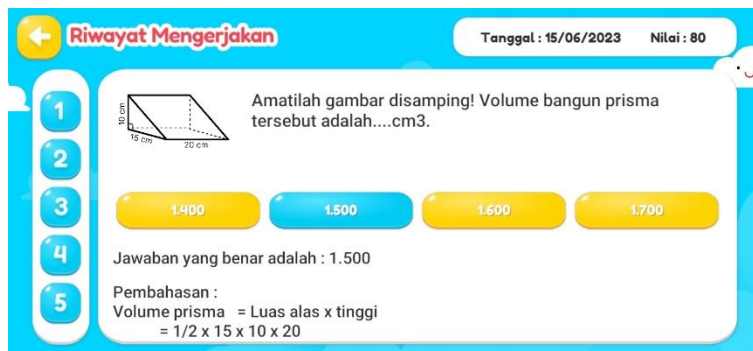 Riwayat Mengerjakan
Tanggal : 15/06/2023 Nilai : 80
1
2
3
4
5
10 cm
15 cm
20 cm
Amatilah gambar disamping! Volume bangun prisma
tersebut adalah....cm3.
1.400 1.500 1.600 1.700
Jawaban yang benar adalah : 1.500
Pembahasan :
Volume prisma = Luas alas x tinggi
= 1/2 x 15 x 10 x 20